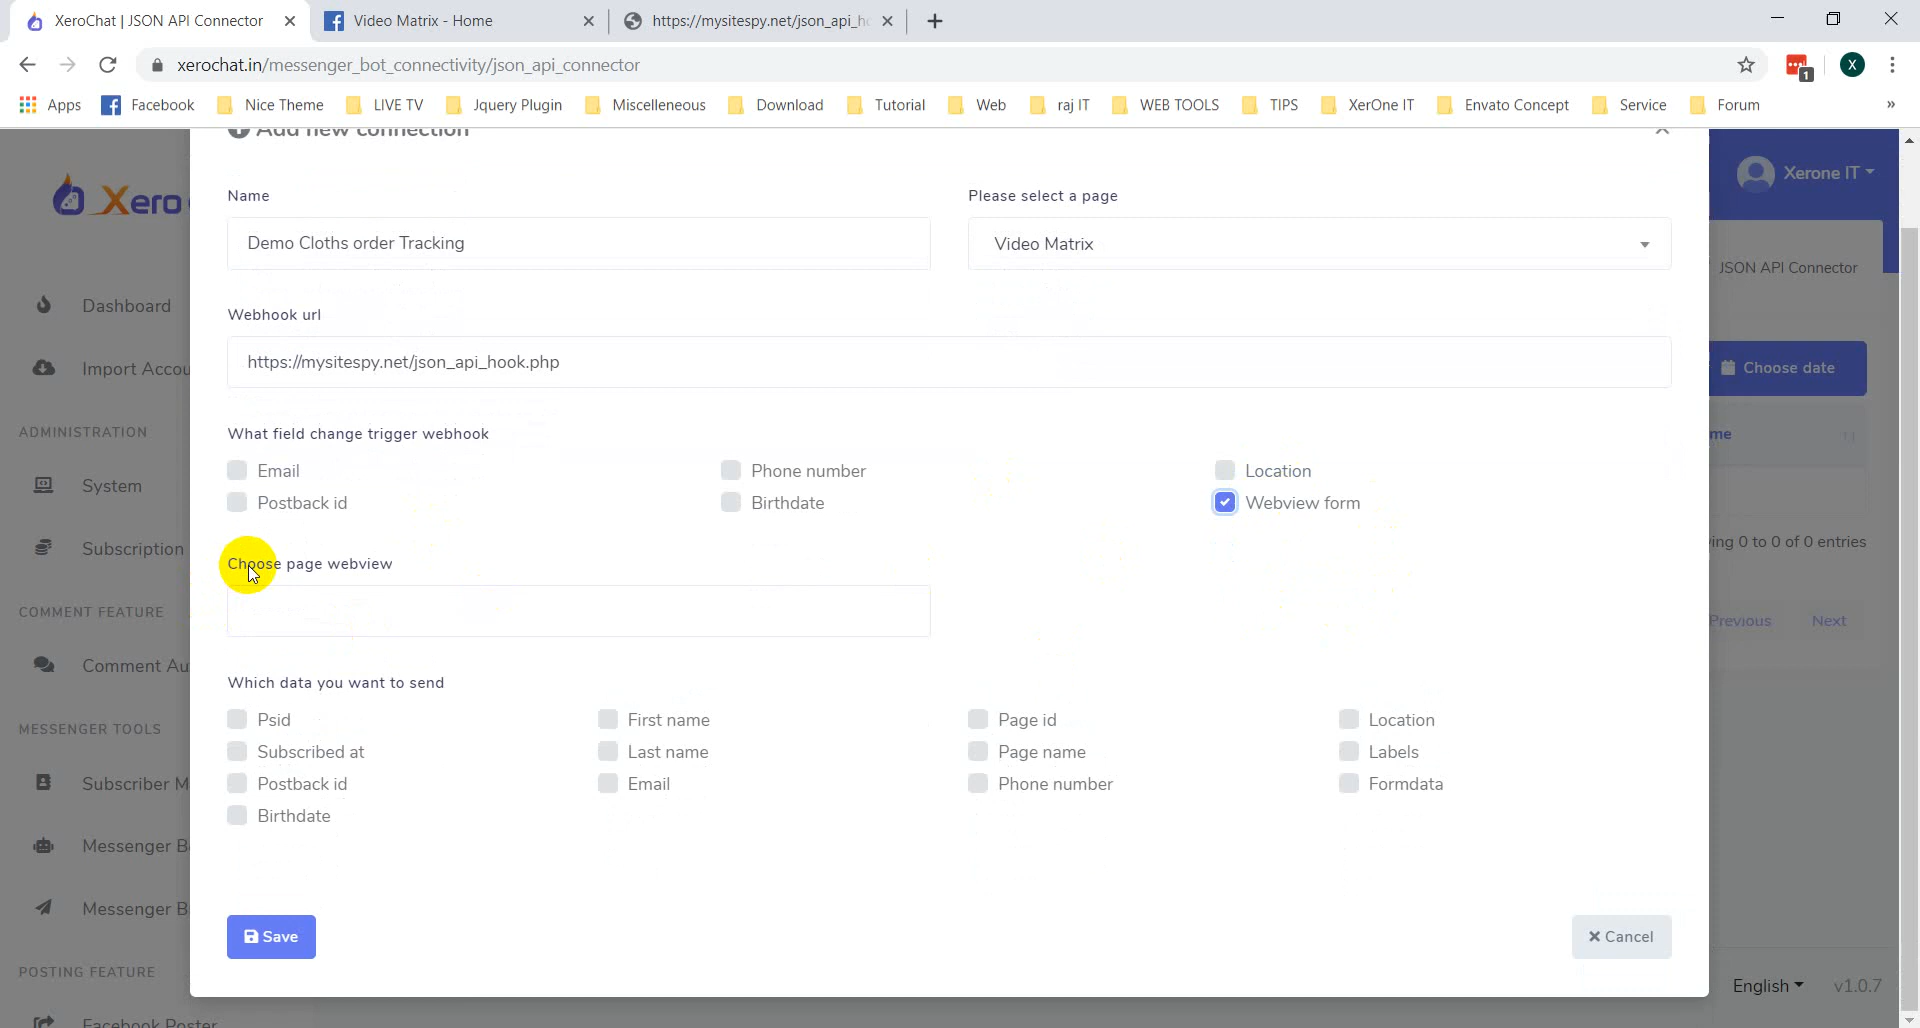 XeroChat | JSON API Connector
Video Matrix - Home
https://mysitespy.net/json_api_h
xerochat.in/messenger_bot_connectivity/json_api_connector
1
X
Apps
Facebook
Nice Theme
LIVE TV
Jquery Plugin
Miscelleneous
Download
Tutorial
Web
raj IT
WEB TOOLS
TIPS
XerOne IT
Envato Concept
Service
Forum
»
Add new connection
Xero
Xerone IT
Name
Please select a page
Demo Cloths order Tracking
Video Matrix
JSON API Connector
Dashboard
Webhook url
https://mysitespy.net/json_api_hook.php
Import Accou
Choose date
ADMINISTRATION
What field change trigger webhook
me
Email
Phone number
Location
System
Postback id
Birthdate
Webview form
Subscription
Choose page webview
ing 0 to 0 of 0 entries
COMMENT FEATURE
Previous
Next
Comment Au
Which data you want to send
MESSENGER TOOLS
Psid
First name
Page id
Location
Subscribed at
Last name
Page name
Labels
Subscriber M
Postback id
Email
Phone number
Formdata
Birthdate
Messenger B
Messenger B
Save
Cancel
POSTING FEATURE
English
v1.0.7
Facebook Poster